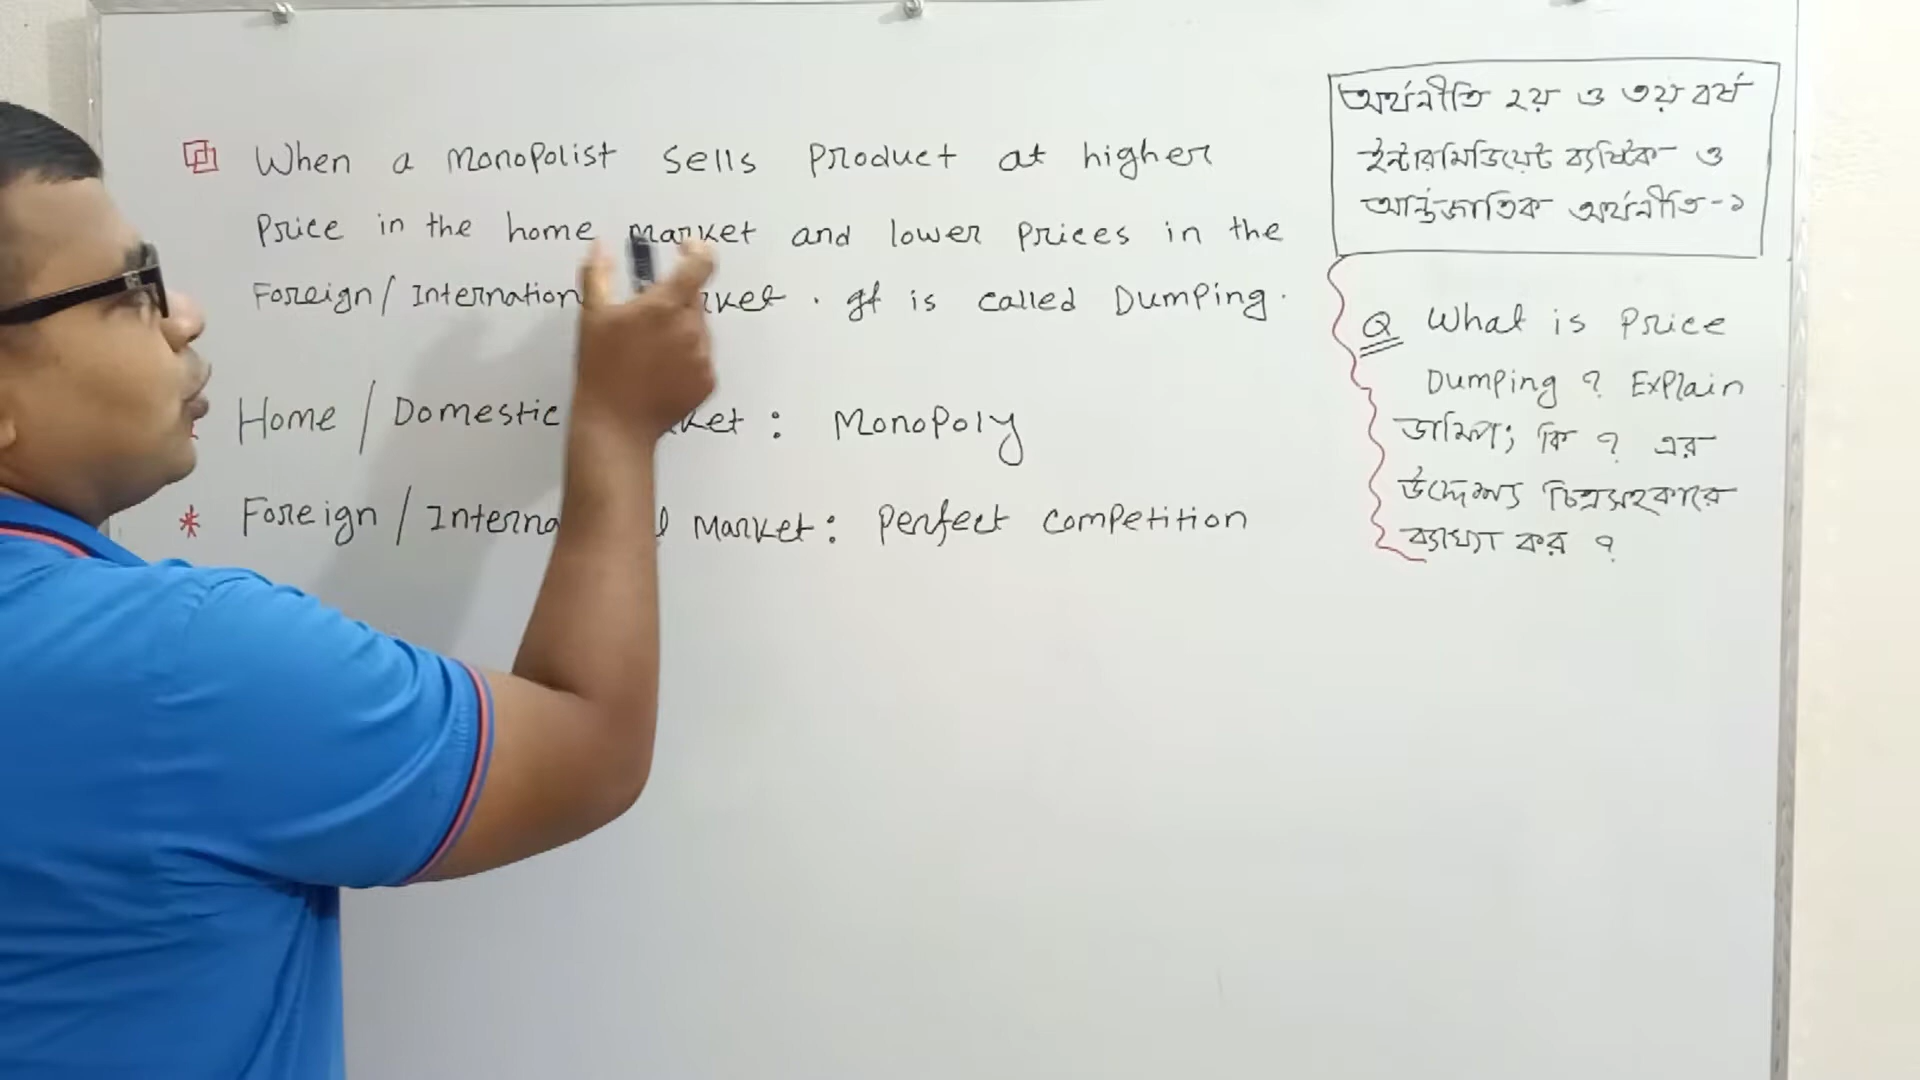 When a Monopolist sells Product at higher
Price in the home market and lower Prices in the
Foreign/ Internation ket. It is called Dumping.
Home / Domestic ket : Monopoly
* Foreign / Interna l Market : Perfect competition
অর্থনীতি ২য় ও ৩য় বর্ষ
ইন্টারমিডিয়েট ব্যষ্টিক ও
আর্ন্তজাতিক অর্থনীতি-১
Q What is Price
Dumping ? Explain
কি ? এর
উদ্দেশ্য চিত্রসহকারে
ব্যাখ্যা কর ?